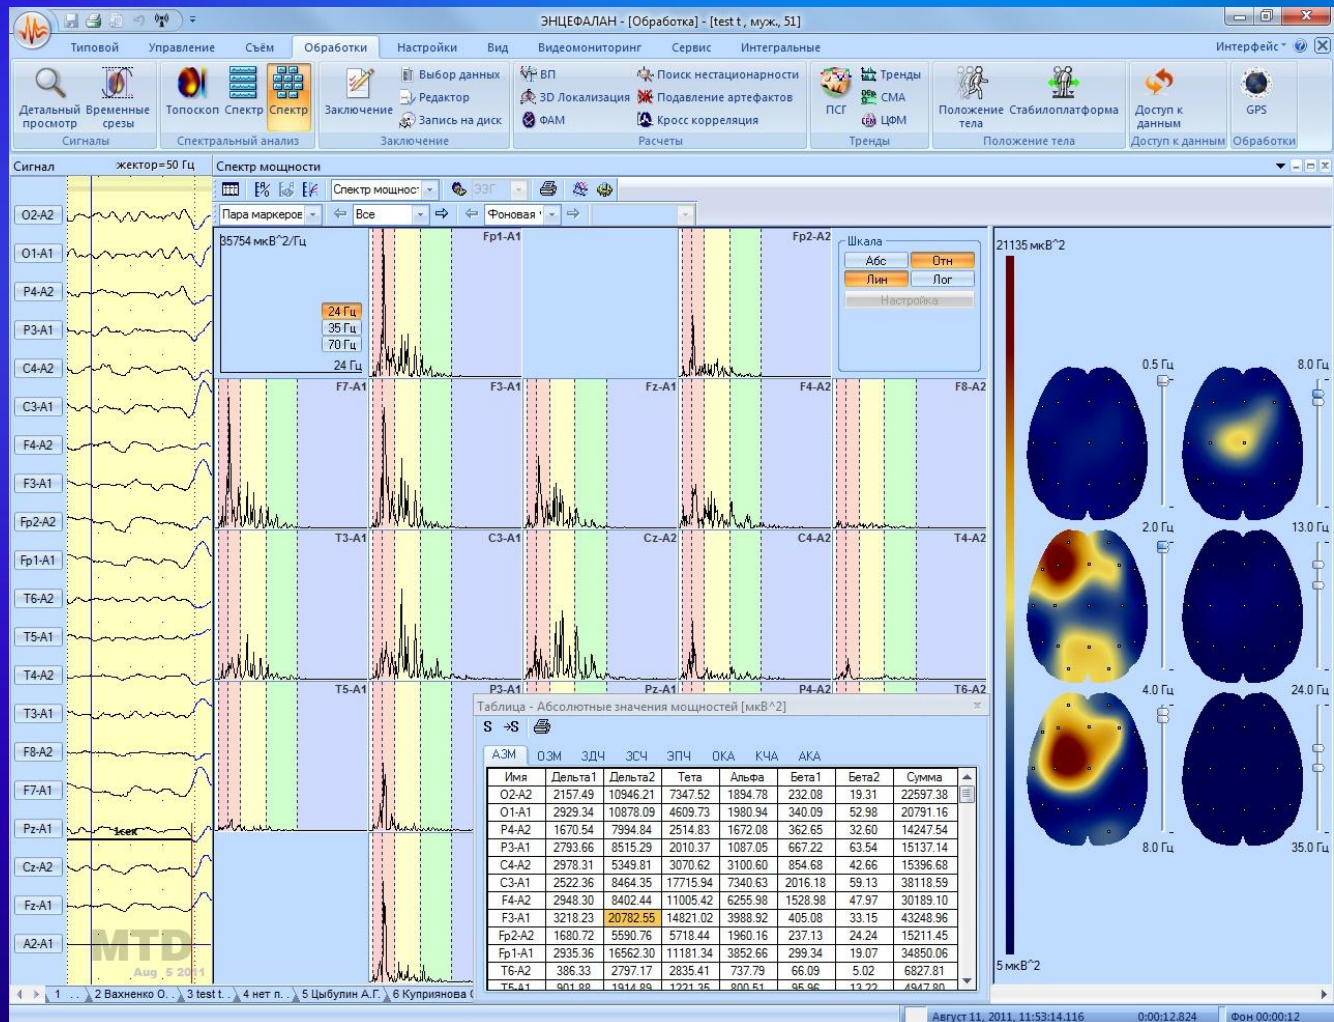 ЭНЦЕФАЛАН - [Обработка] - [test t , муж., 51]
Типовой Управление Съём Обработки Настройки Вид Видеомониторинг Сервис Интегральные Интерфейс
Детальный просмотр
Временные срезы
Сигналы
Топоскоп Спектр Спектр
Спектральный анализ
Заключение
Выбор данных
Редактор
Запись на диск
Заключение
ВП
3D Локализация
ФАМ
Поиск нестационарности
Подавление артефактов
Кросс корреляция
Расчеты
ПСГ
Тренды
СМА
ЦФМ
Тренды
Положение тела
Стабилоплатформа
Положение тела
Доступ к данным
Доступ к данным
GPS
Обработки
Сигнал
жектор=50 Гц
Спектр мощности
Спектр мощнос
ЭЭГ
Пара маркеров
Все
Фоновая
O2-A2
O1-A1
P4-A2
P3-A1
C4-A2
C3-A1
F4-A2
F3-A1
Fp2-A2
Fp1-A1
T6-A2
T5-A1
T4-A2
T3-A1
F8-A2
F7-A1
Pz-A1
1сек
Cz-A2
Fz-A1
A2-A1
MTD
Aug 5 2011
35754 мкВ^2/Гц
24 Гц
35 Гц
70 Гц
24 Гц
Fp1-A1
Fp2-A2
Шкала
Абс Отн
Лин Лог
Настройка
F7-A1 F3-A1 Fz-A1 F4-A2 F8-A2
T3-A1 C3-A1 Cz-A2 C4-A2 T4-A2
T5-A1 P3-A1 Pz-A1 P4-A2 T6-A2
21135 мкВ^2
0.5 Гц 8.0 Гц
2.0 Гц 13.0 Гц
4.0 Гц 24.0 Гц
8.0 Гц 35.0 Гц
5 мкВ^2
Таблица - Абсолютные значения мощностей [мкВ^2]
S →S
АЗМ ОЗМ ЗДЧ ЗСЧ ЗПЧ ОКА КЧА АКА
Имя Дельта1 Дельта2 Тета Альфа Бета1 Бета2 Сумма
O2-A2 2157.49 10946.21 7347.52 1894.78 232.08 19.31 22597.38
O1-A1 2929.34 10878.09 4609.73 1980.94 340.09 52.98 20791.16
P4-A2 1670.54 7994.84 2514.83 1672.08 362.65 32.60 14247.54
P3-A1 2793.66 8515.29 2010.37 1087.05 667.22 63.54 15137.14
C4-A2 2978.31 5349.81 3070.62 3100.60 854.68 42.66 15396.68
C3-A1 2522.36 8464.35 17715.94 7340.63 2016.18 59.13 38118.59
F4-A2 2948.30 8402.44 11005.42 6255.98 1528.98 47.97 30189.10
F3-A1 3218.23 20782.55 14821.02 3988.92 405.08 33.15 43248.96
Fp2-A2 1680.72 5590.76 5718.44 1960.16 237.13 24.24 15211.45
Fp1-A1 2935.36 16562.30 11181.34 3852.66 299.34 19.07 34850.06
T6-A2 386.33 2797.17 2835.41 737.79 66.09 5.02 6827.81
T5-A1 901.88 1914.89 1221.35 800.51 95.96 13.22 4947.80
1 . . 2 Вахненко О. . 3 test t. . 4 нет п. . 5 Цыбулин А.Г. 6 Куприянова
Август 11, 2011, 11:53:14.116 0:00:12.824 Фон 00:00:12